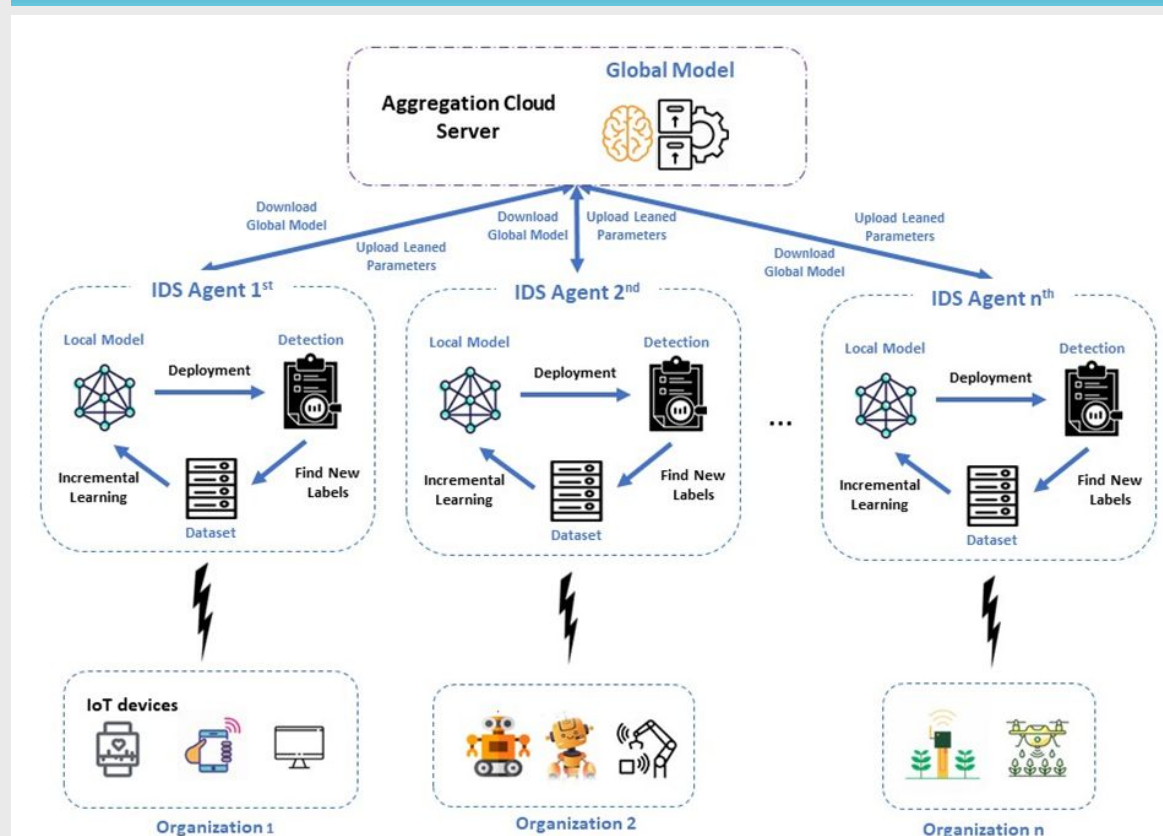 Global Model
Aggregation Cloud
Server
Download
Global Model
Upload Leaned
Parameters
Download
Global Model
Upload Leaned
Parameters
Upload Leaned
Parameters
Download
Global Model
IDS Agent 1st
Local Model
Detection
Deployment
Incremental
Learning
Find New
Labels
Dataset
IDS Agent 2nd
Local Model
Detection
Deployment
Incremental
Learning
Find New
Labels
Dataset
...
IDS Agent nth
Local Model
Detection
Deployment
Incremental
Learning
Find New
Labels
Dataset
IoT devices
Organization 1
Organization 2
Organization n